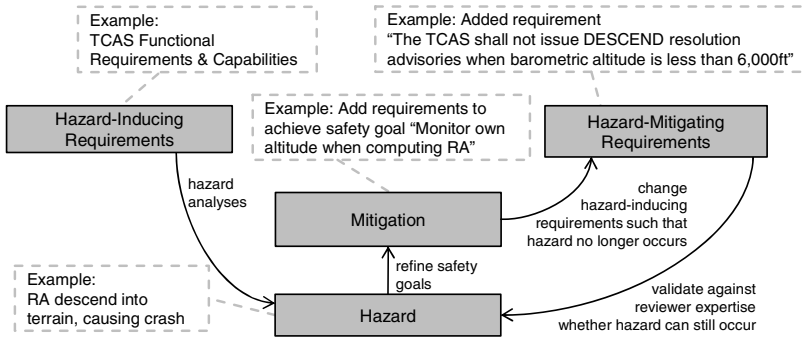 Example:
TCAS Functional
Requirements & Capabilities
Example: Added requirement
“The TCAS shall not issue DESCEND resolution
advisories when barometric altitude is less than 6,000ft”
Hazard-Inducing
Requirements
Example: Add requirements to
achieve safety goal “Monitor own
altitude when computing RA”
Hazard-Mitigating
Requirements
hazard
analyses
Mitigation
change
hazard-inducing
requirements such that
hazard no longer occurs
refine safety
goals
Example:
RA descend into
terrain, causing crash
Hazard
validate against
reviewer expertise
whether hazard can still occur